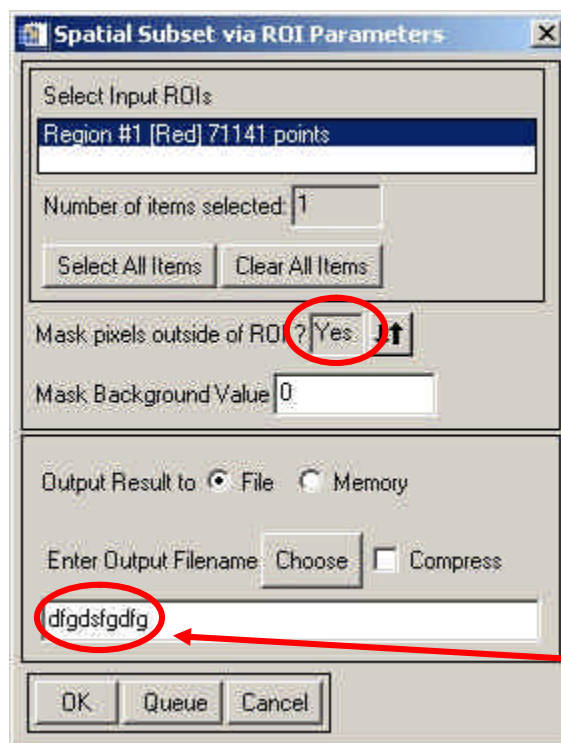 Spatial Subset via ROI Parameters
Select Input ROIs
Region #1 [Red] 71141 points
Number of items selected: 1
Select All Items Clear All Items
Mask pixels outside of ROI ? Yes
Mask Background Value 0
Output Result to File Memory
Enter Output Filename Choose Compress
dfgdsfgdfg
OK Queue Cancel